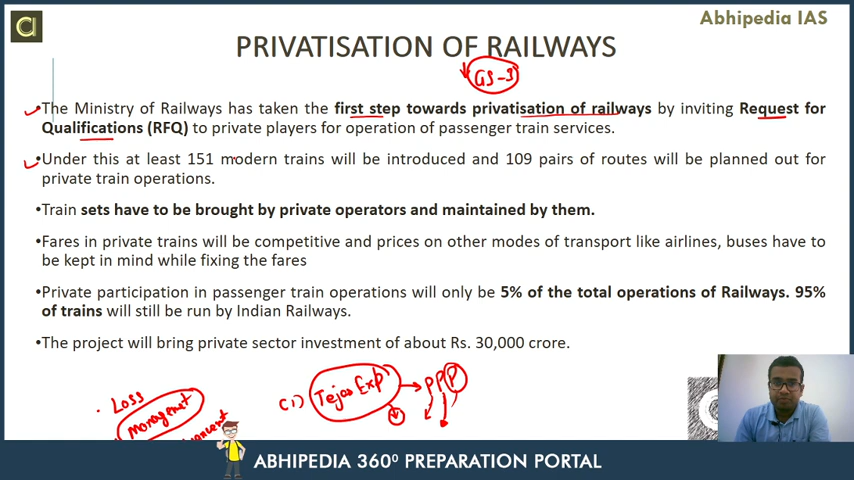 Abhipedia IAS
PRIVATISATION OF RAILWAYS
GS-3
•The Ministry of Railways has taken the first step towards privatisation of railways by inviting Request for
Qualifications (RFQ) to private players for operation of passenger train services.
•Under this at least 151 modern trains will be introduced and 109 pairs of routes will be planned out for
private train operations.
•Train sets have to be brought by private operators and maintained by them.
•Fares in private trains will be competitive and prices on other modes of transport like airlines, buses have to
be kept in mind while fixing the fares
•Private participation in passenger train operations will only be 5% of the total operations of Railways. 95%
of trains will still be run by Indian Railways.
•The project will bring private sector investment of about Rs. 30,000 crore.
Tejas Exp PPP
• Loss
ABHIPEDIA 360⁰ PREPARATION PORTAL